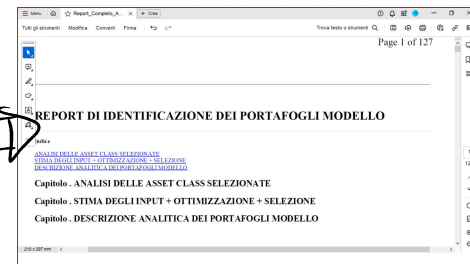 Menu
Report_Completo_A...
+ Crea
Tutti gli strumenti Modifica Converti Firma
Trova testo o strumenti
Page 1 of 127
REPORT DI IDENTIFICAZIONE DEI PORTAFOGLI MODELLO
Indice
ANALISI DELLE ASSET CLASS SELEZIONATE
STIMA DEGLI INPUT + OTTIMIZZAZIONE + SELEZIONE
DESCRIZIONE ANALITICA DEI PORTAFOGLI MODELLO
Capitolo . ANALISI DELLE ASSET CLASS SELEZIONATE
Capitolo . STIMA DEGLI INPUT + OTTIMIZZAZIONE + SELEZIONE
Capitolo . DESCRIZIONE ANALITICA DEI PORTAFOGLI MODELLO
210 x 297 mm